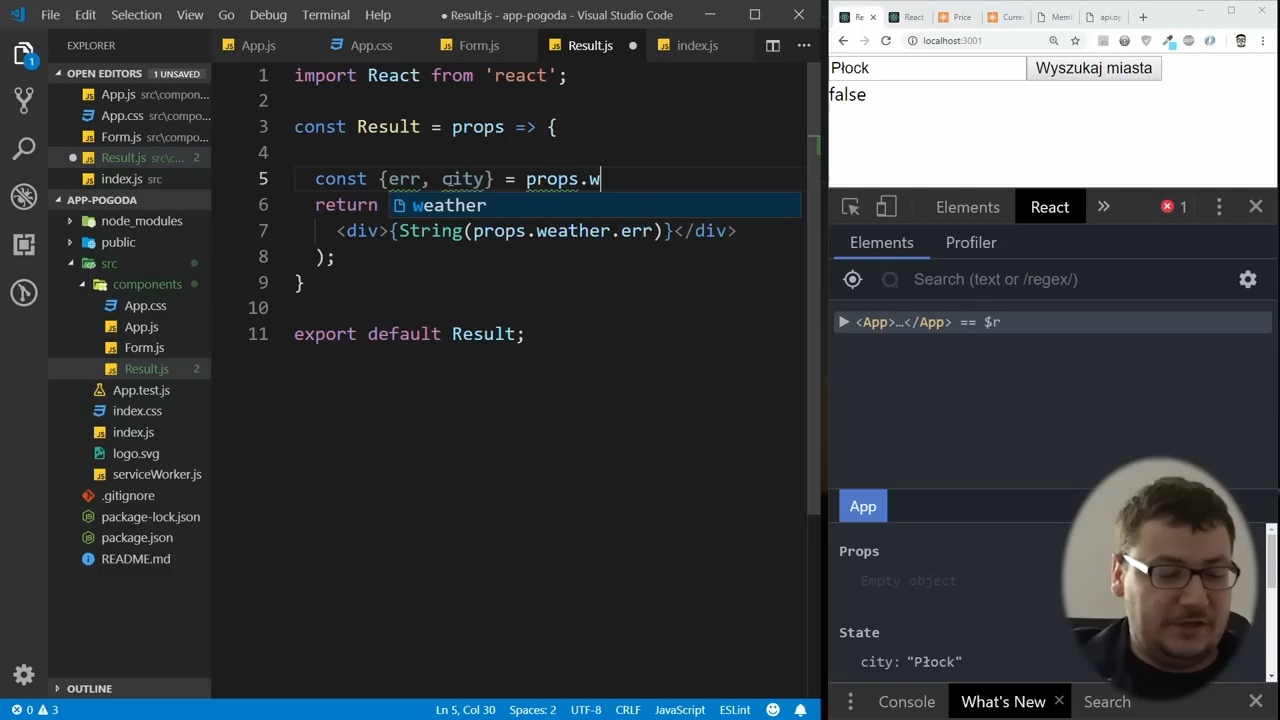 File Edit Selection View Go Debug Terminal Help ● Result.js - app-pogoda - Visual Studio Code
EXPLORER
OPEN EDITORS 1 UNSAVED
App.js src\compon...
App.css src\compo...
Form.js src\compo...
Result.js src\c... 2
index.js src
APP-POGODA
node_modules
public
src
components
App.css
App.js
Form.js
Result.js 2
App.test.js
index.css
index.js
logo.svg
serviceWorker.js
.gitignore
package-lock.json
package.json
README.md
OUTLINE
App.js App.css Form.js Result.js index.js
1 import React from 'react';
2
3 const Result = props => {
4
5 const {err, city} = props.w
weather
6 return
7 <div>{String(props.weather.err)}</div>
8 );
9 }
10
11 export default Result;
0 3 Ln 5, Col 30 Spaces: 2 UTF-8 CRLF JavaScript ESLint
1
Re React Price Curre Memi api.op
localhost:3001
Płock Wyszukaj miasta
false
Elements React 1
Elements Profiler
Search (text or /regex/)
<App>…</App> == $r
App
Props
Empty object
State
city: "Płock"
Console What's New Search